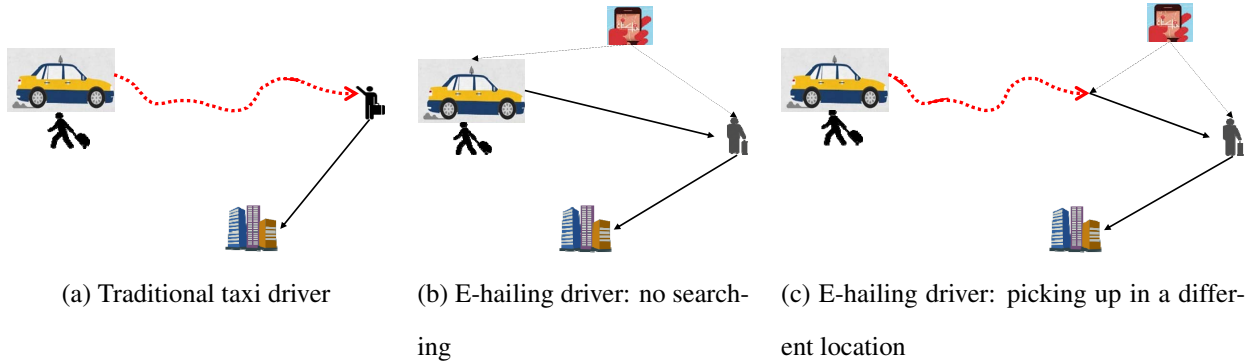 (a) Traditional taxi driver
(b) E-hailing driver: no search-
ing
(c) E-hailing driver: picking up in a differ-
ent location